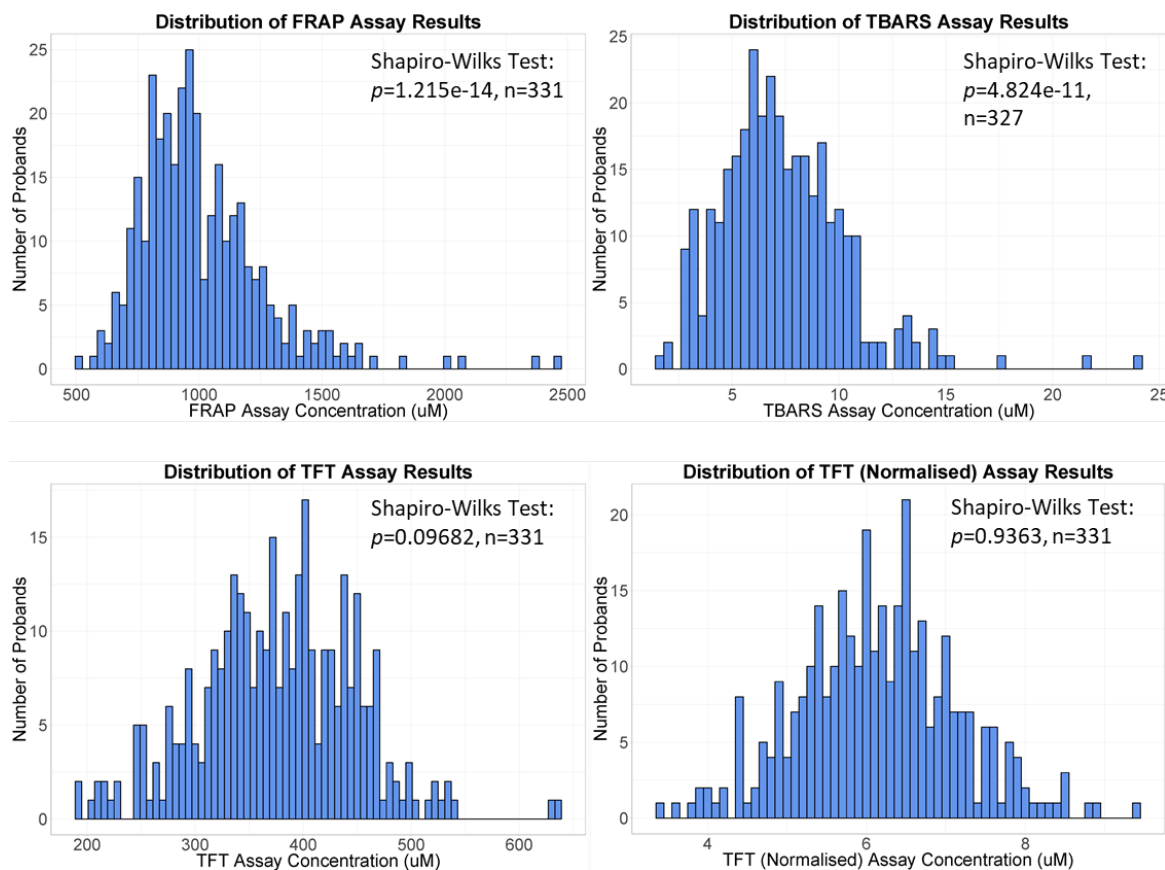 Distribution of FRAP Assay Results
Shapiro-Wilks Test:
p=1.215e-14, n=331
Number of Probands
25
20
15
10
5
0
500 1000 1500 2000 2500
FRAP Assay Concentration (uM)
Distribution of TBARS Assay Results
Shapiro-Wilks Test:
p=4.824e-11,
n=327
Number of Probands
25
20
15
10
5
0
5 10 15 20 25
TBARS Assay Concentration (uM)
Distribution of TFT Assay Results
Shapiro-Wilks Test:
p=0.09682, n=331
Number of Probands
15
10
5
0
200 300 400 500 600
TFT Assay Concentration (uM)
Distribution of TFT (Normalised) Assay Results
Shapiro-Wilks Test:
p=0.9363, n=331
Number of Probands
20
15
10
5
0
4 6 8
TFT (Normalised) Assay Concentration (uM)